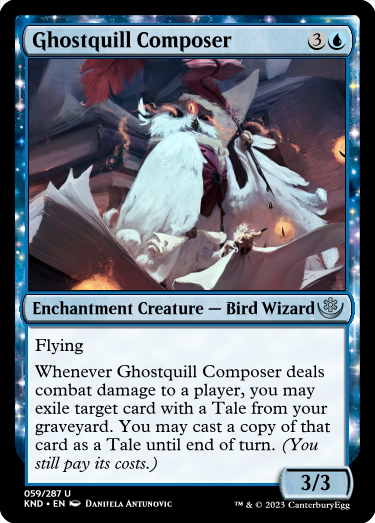 Ghostquill Composer 3
Enchantment Creature — Bird Wizard
Flying
Whenever Ghostquill Composer deals
combat damage to a player, you may
exile target card with a Tale from your
graveyard. You may cast a copy of that
card as a Tale until end of turn. (You
still pay its costs.)
3/3
059/287 U
KND • EN Danijela Antunovic
™ & © 2023 CanterburyEgg